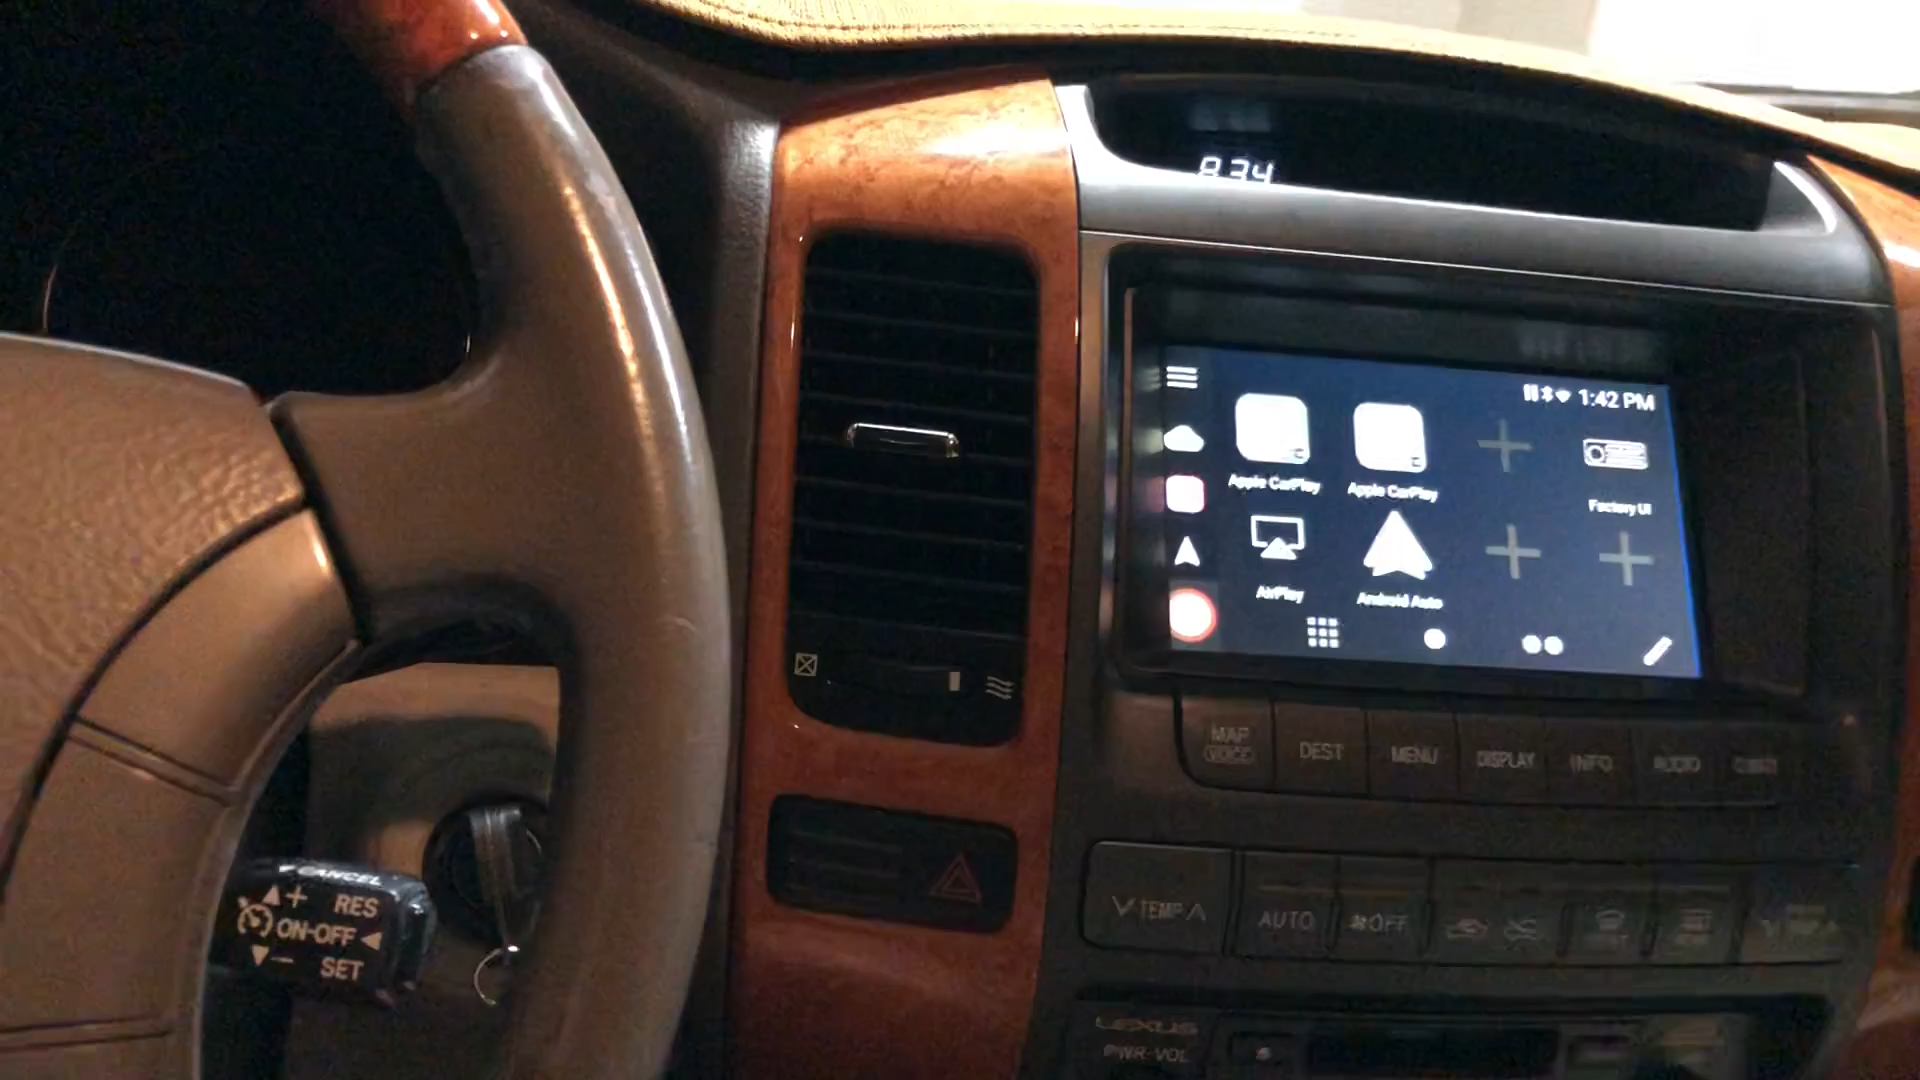 8:34
1:42 PM
Apple CarPlay
Apple CarPlay
Factory UI
AirPlay
Android Auto
MAP
VOICE
DEST
MENU
DISPLAY
INFO
AUDIO
CANCEL
+ RES
ON-OFF
− SET
TEMP
AUTO
OFF
LEXUS
PWR-VOL